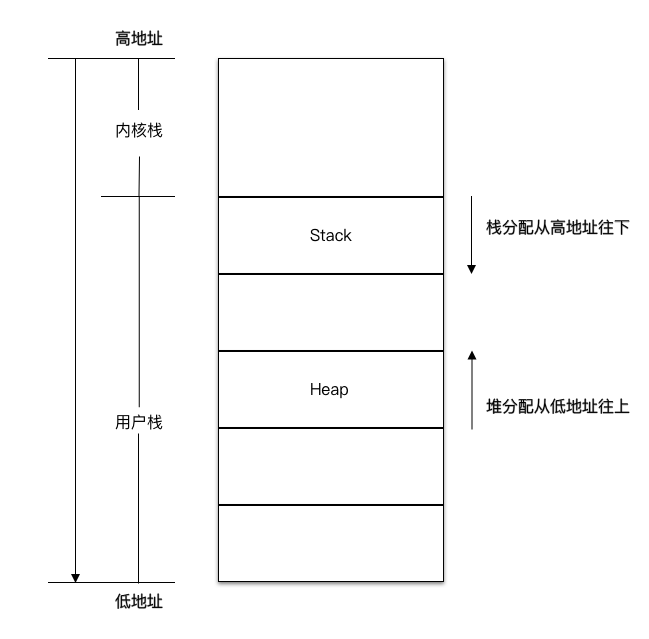 高地址
内核栈
Stack
栈分配从高地址往下
Heap
堆分配从低地址往上
用户栈
低地址